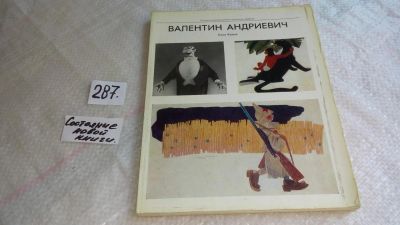 ВАЛЕНТИН АНДРИЕВИЧ
287.
Состояние
новой
книги.